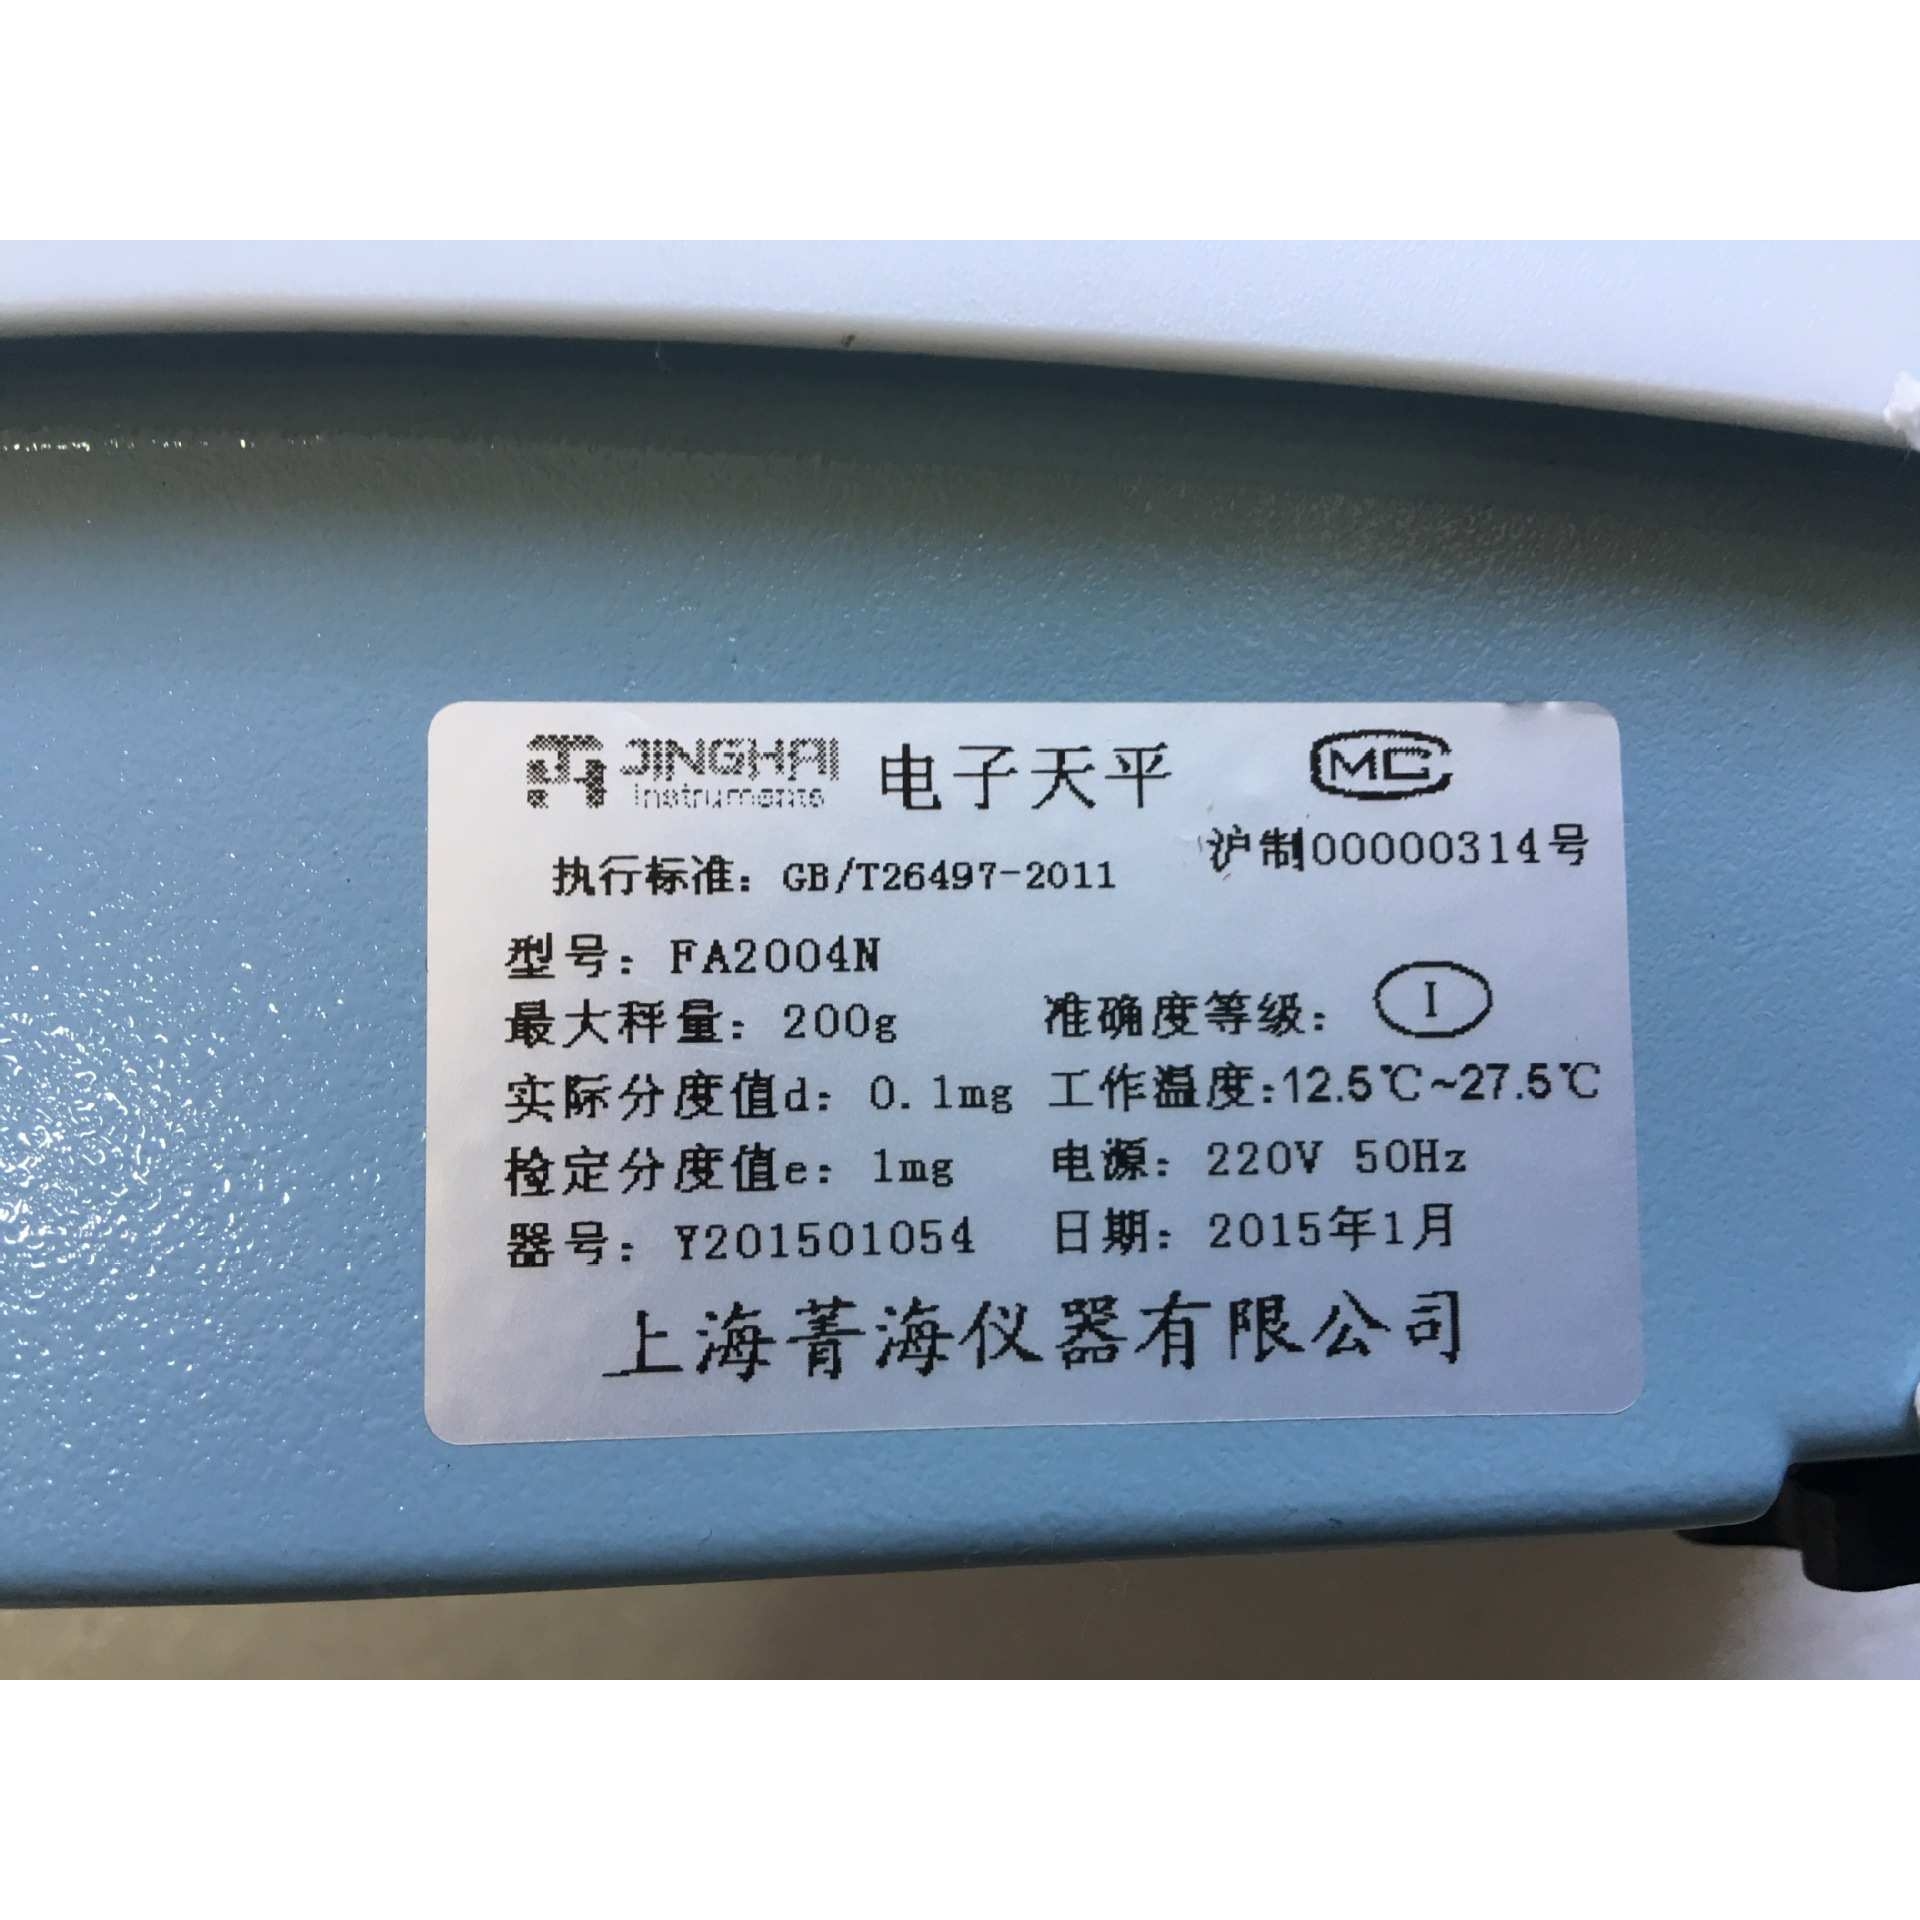 JINGHAI 电子天平 MC
Instruments
沪制00000314号
执行标准：GB/T26497-2011
型号：FA2004N
最大秤量：200g 准确度等级：I
实际分度值d：0.1mg 工作温度:12.5℃~27.5℃
检定分度值e：1mg 电源：220V 50Hz
器号：Y201501054 日期：2015年1月
上海菁海仪器有限公司